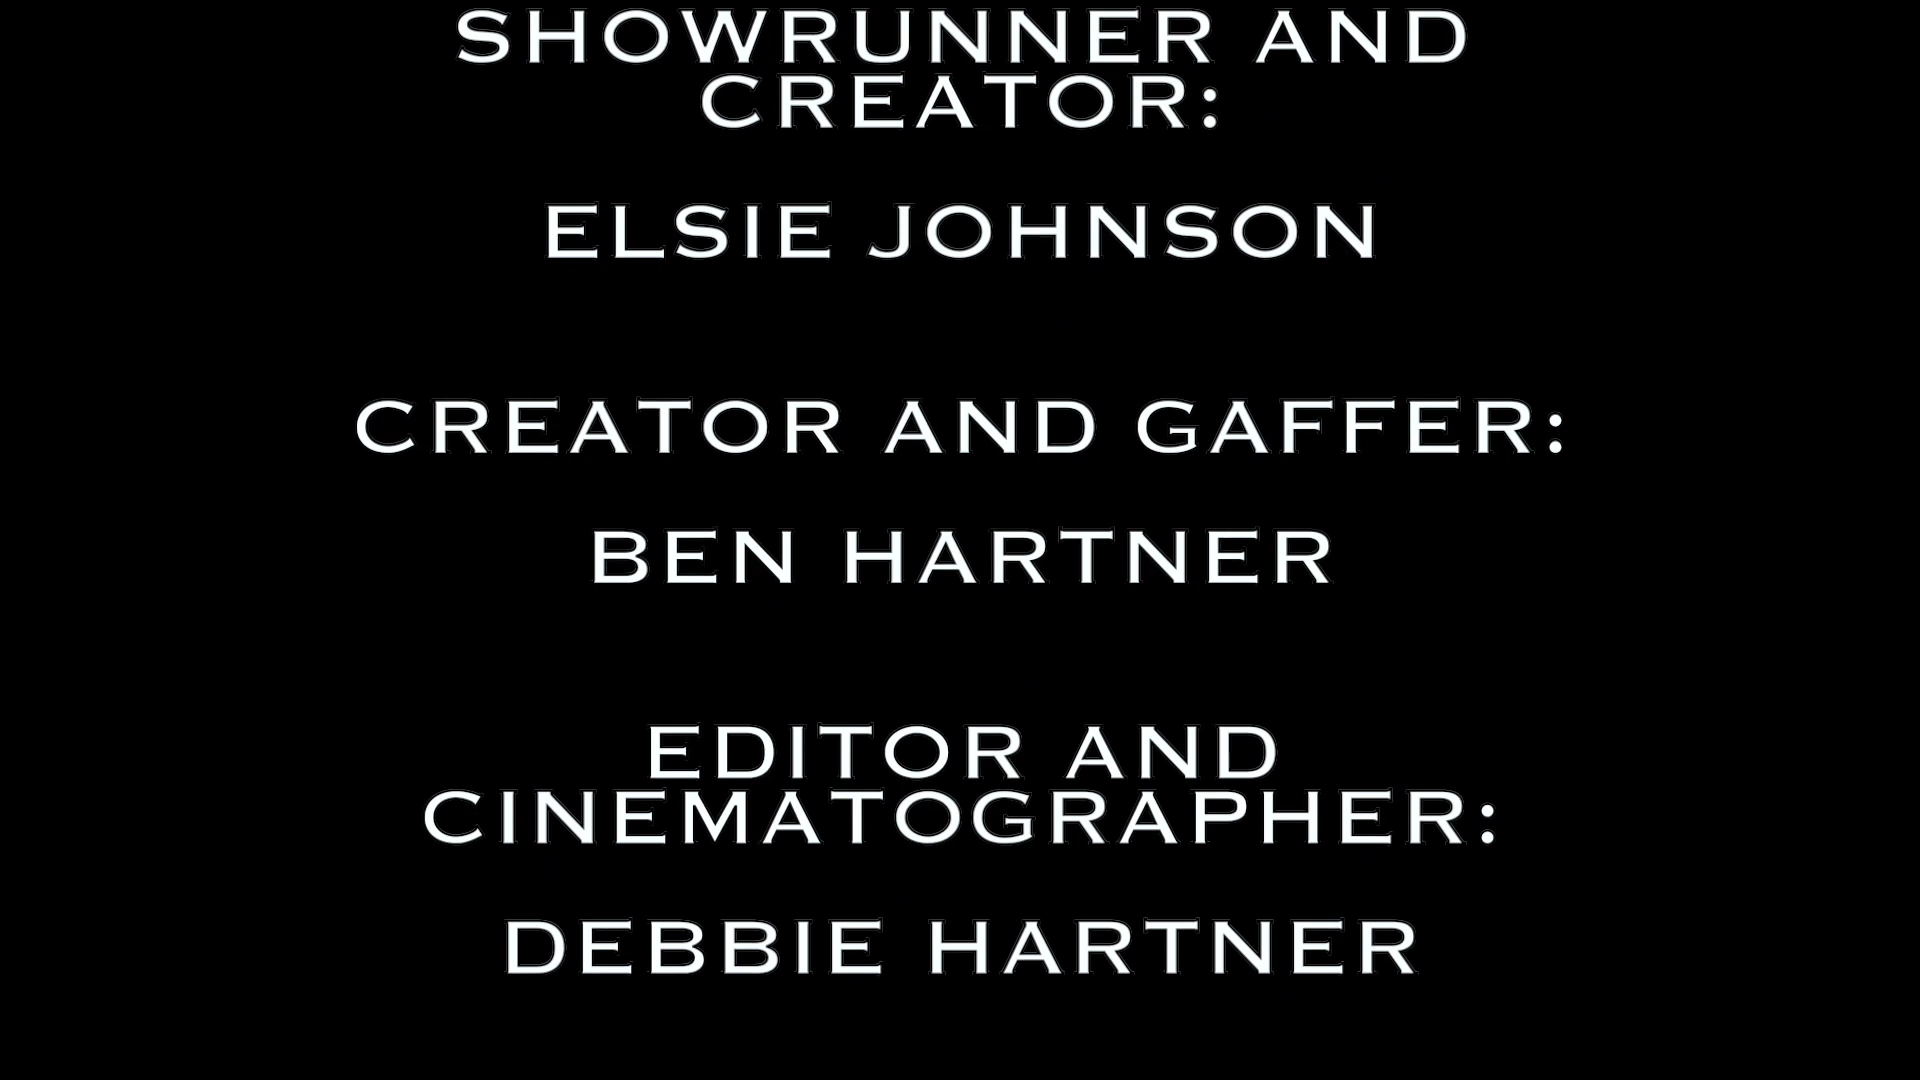 SHOWRUNNER AND
CREATOR:
ELSIE JOHNSON
CREATOR AND GAFFER:
BEN HARTNER
EDITOR AND
CINEMATOGRAPHER:
DEBBIE HARTNER